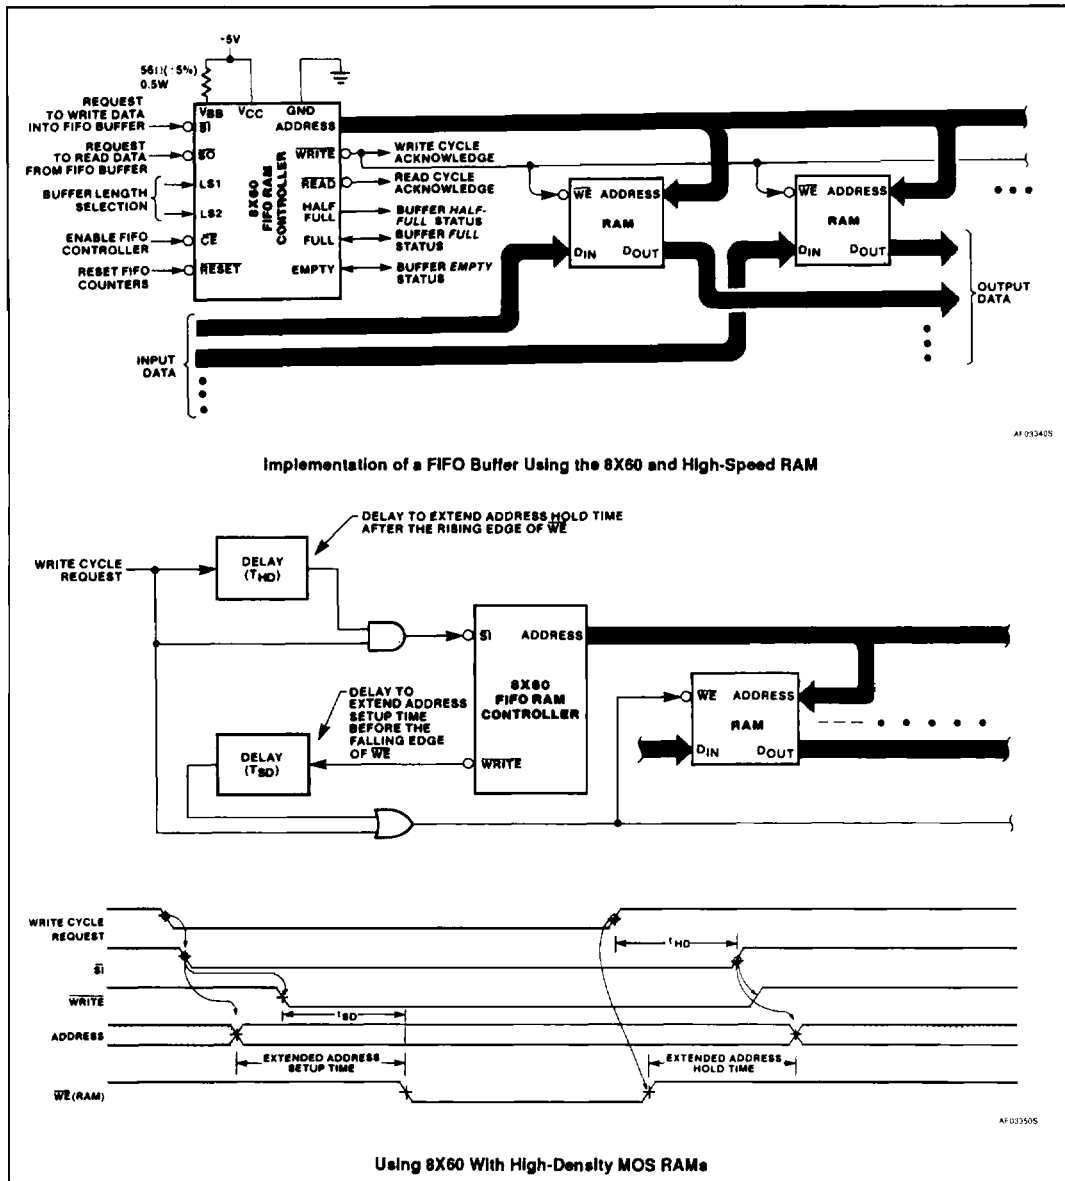 +5V
56Ω(±5%)
0.5W
VBB VCC GND
REQUEST
TO WRITE DATA
INTO FIFO BUFFER
SI
ADDRESS
REQUEST
TO READ DATA
FROM FIFO BUFFER
SO
WRITE
WRITE CYCLE
ACKNOWLEDGE
BUFFER LENGTH
SELECTION
LS1
LS2
8X60
FIFO RAM
CONTROLLER
READ
READ CYCLE
ACKNOWLEDGE
HALF
FULL
BUFFER HALF-
FULL STATUS
ENABLE FIFO
CONTROLLER
CE
FULL
BUFFER FULL
STATUS
RESET FIFO
COUNTERS
RESET
EMPTY
BUFFER EMPTY
STATUS
WE ADDRESS
RAM
DIN DOUT
WE ADDRESS
RAM
DIN DOUT
OUTPUT
DATA
INPUT
DATA
AF03340S
Implementation of a FIFO Buffer Using the 8X60 and High-Speed RAM
DELAY TO EXTEND ADDRESS HOLD TIME
AFTER THE RISING EDGE OF WE
WRITE CYCLE
REQUEST
DELAY
(THD)
SI ADDRESS
8X60
FIFO RAM
CONTROLLER
WRITE
DELAY TO
EXTEND ADDRESS
SETUP TIME
BEFORE THE
FALLING EDGE
OF WE
DELAY
(TSD)
WE ADDRESS
RAM
DIN DOUT
WRITE CYCLE
REQUEST
tHD
SI
WRITE
tSD
ADDRESS
EXTENDED ADDRESS
SETUP TIME
EXTENDED ADDRESS
HOLD TIME
WE(RAM)
AF03350S
Using 8X60 With High-Density MOS RAMs